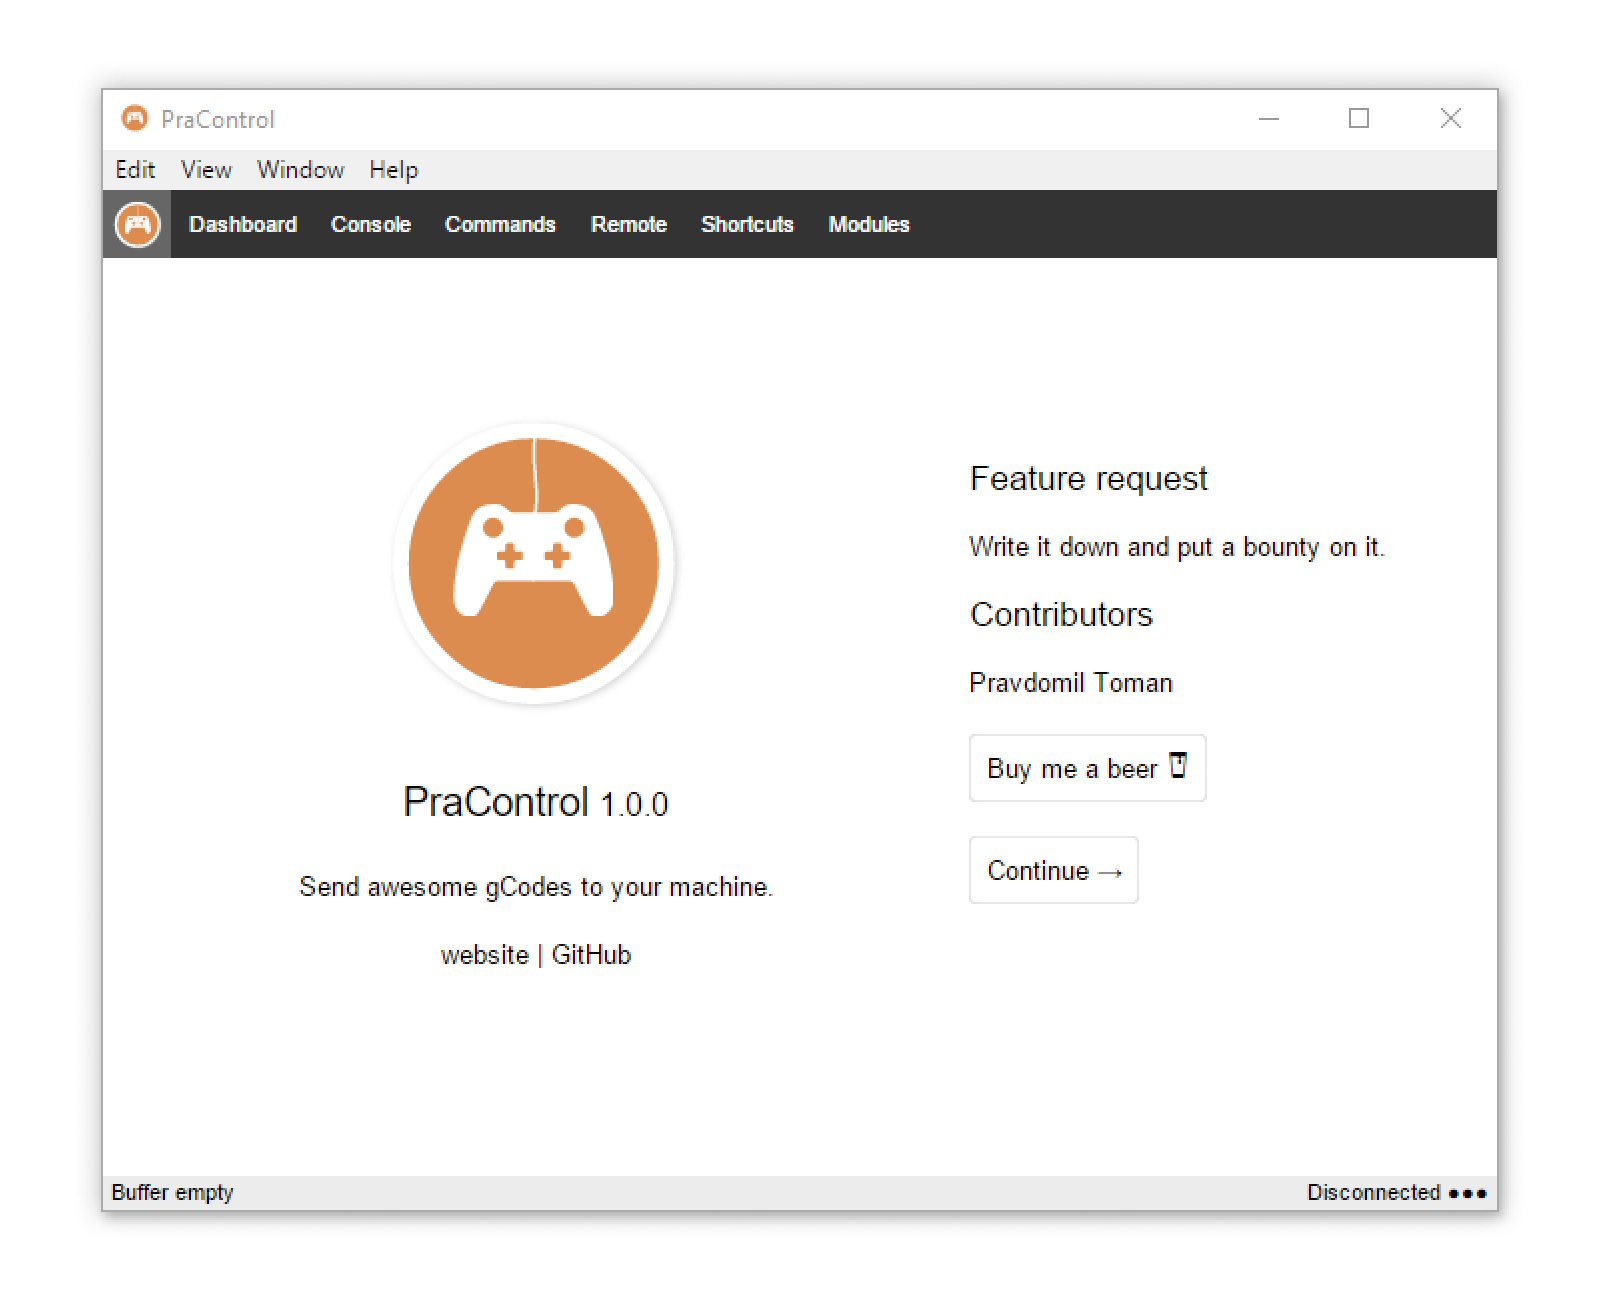 PraControl
Edit View Window Help
Dashboard Console Commands Remote Shortcuts Modules
PraControl 1.0.0
Send awesome gCodes to your machine.
website | GitHub
Feature request
Write it down and put a bounty on it.
Contributors
Pravdomil Toman
Buy me a beer
Continue →
Buffer empty
Disconnected •••